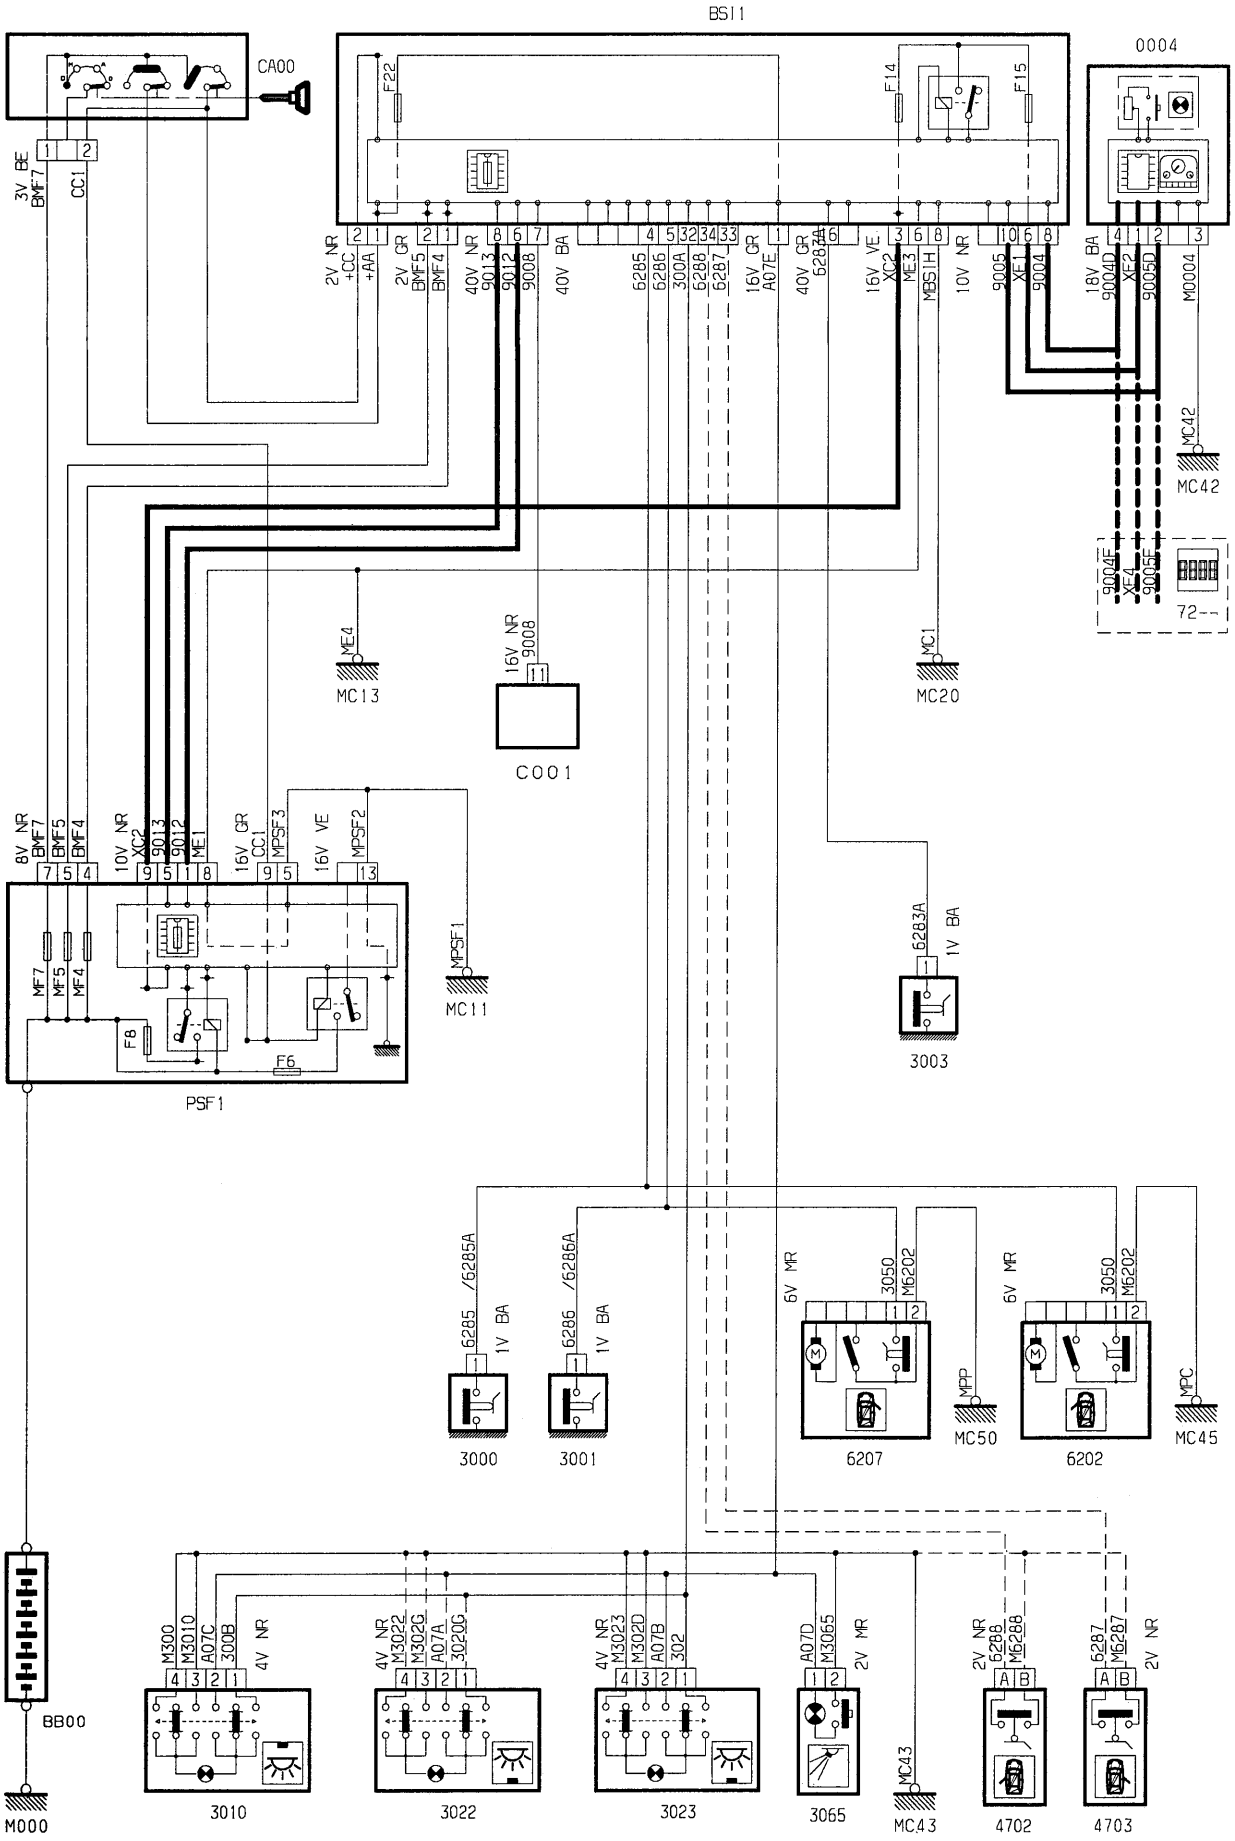 BSI1
0004
CA00
F22
F14
F15
1 2
3V BE
BMF7
CC1
2 1
2 1
8 6 7
4 5 32 34 33
1
6
3 6 8
10 6 8
4 1 2 3
2V NR
+CC
+AA
2V GR
BMF5
BMF4
40V NR
9013
9012
9008
40V BA
6285
6286
300A
6288
6287
16V GR
A07E
40V GR
6283A
16V VE
XC2
ME3
MBSIH
10V NR
9005
XE1
9004
18V BA
9004D
XE2
9005D
M0004
MC42
MC42
9004F
XE4
9005F
72--
ME4
MC13
16V NR
9008
11
C001
MC1
MC20
8V NR
BMF7
BMF5
BMF4
10V NR
XC2
9013
9012
ME1
16V GR
CC1
MPSF3
16V VE
MPSF2
7 5 4
9 5 1 8
9 5
13
MF7
MF5
MF4
F8
F6
PSF1
MPSF1
MC11
6283A
1V BA
1
3003
6285 /6285A
1V BA
1
3000
6286 /6286A
1V BA
1
3001
6V MR
3050
M6202
1 2
M
6207
MPP
MC50
6V MR
3050
M6202
1 2
M
6202
MPC
MC45
BB00
M000
M300
M3010
A07C
300B
4V NR
4 3 2 1
3010
4V NR
M3022
M302G
A07A
3020G
4 3 2 1
3022
4V NR
M3023
M302D
A07B
302
4 3 2 1
3023
A07D
M3065
2V MR
1 2
3065
MC43
MC43
2V NR
6288
M6288
A B
4702
6287
M6287
2V NR
A B
4703